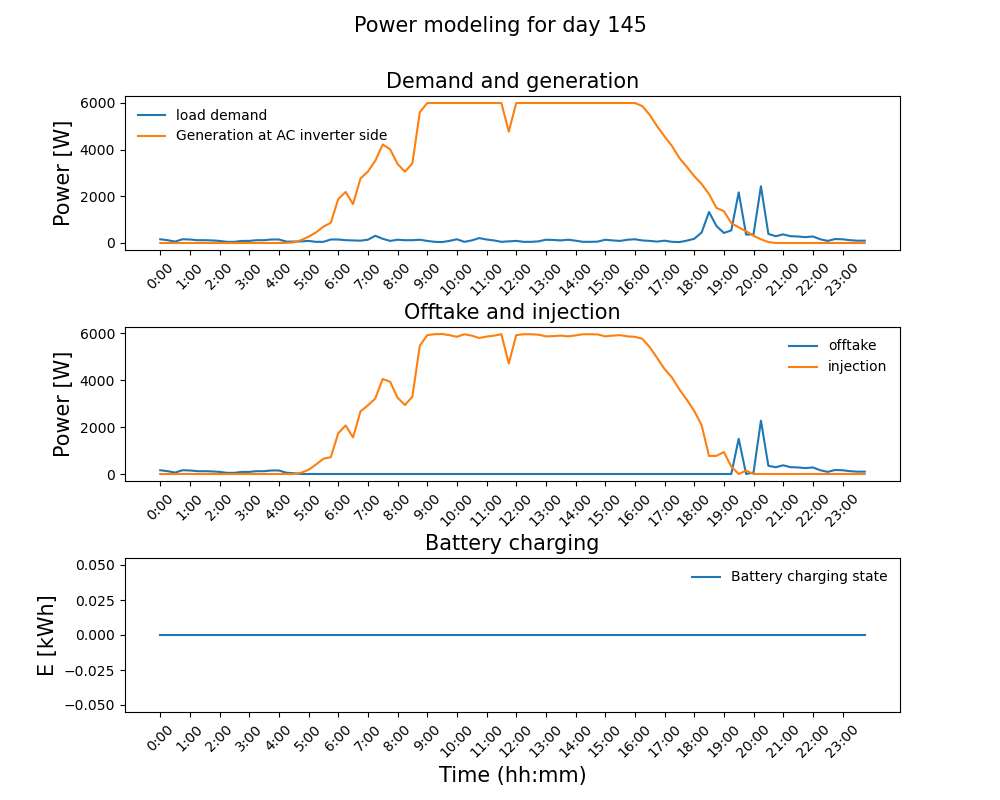 Power modeling for day 145
Demand and generation
Power [W]
6000
4000
2000
0
load demand
Generation at AC inverter side
0:00 1:00 2:00 3:00 4:00 5:00 6:00 7:00 8:00 9:00 10:00 11:00 12:00 13:00 14:00 15:00 16:00 17:00 18:00 19:00 20:00 21:00 22:00 23:00
Offtake and injection
Power [W]
6000
4000
2000
0
offtake
injection
0:00 1:00 2:00 3:00 4:00 5:00 6:00 7:00 8:00 9:00 10:00 11:00 12:00 13:00 14:00 15:00 16:00 17:00 18:00 19:00 20:00 21:00 22:00 23:00
Battery charging
E [kWh]
0.050
0.025
0.000
−0.025
−0.050
Battery charging state
0:00 1:00 2:00 3:00 4:00 5:00 6:00 7:00 8:00 9:00 10:00 11:00 12:00 13:00 14:00 15:00 16:00 17:00 18:00 19:00 20:00 21:00 22:00 23:00
Time (hh:mm)